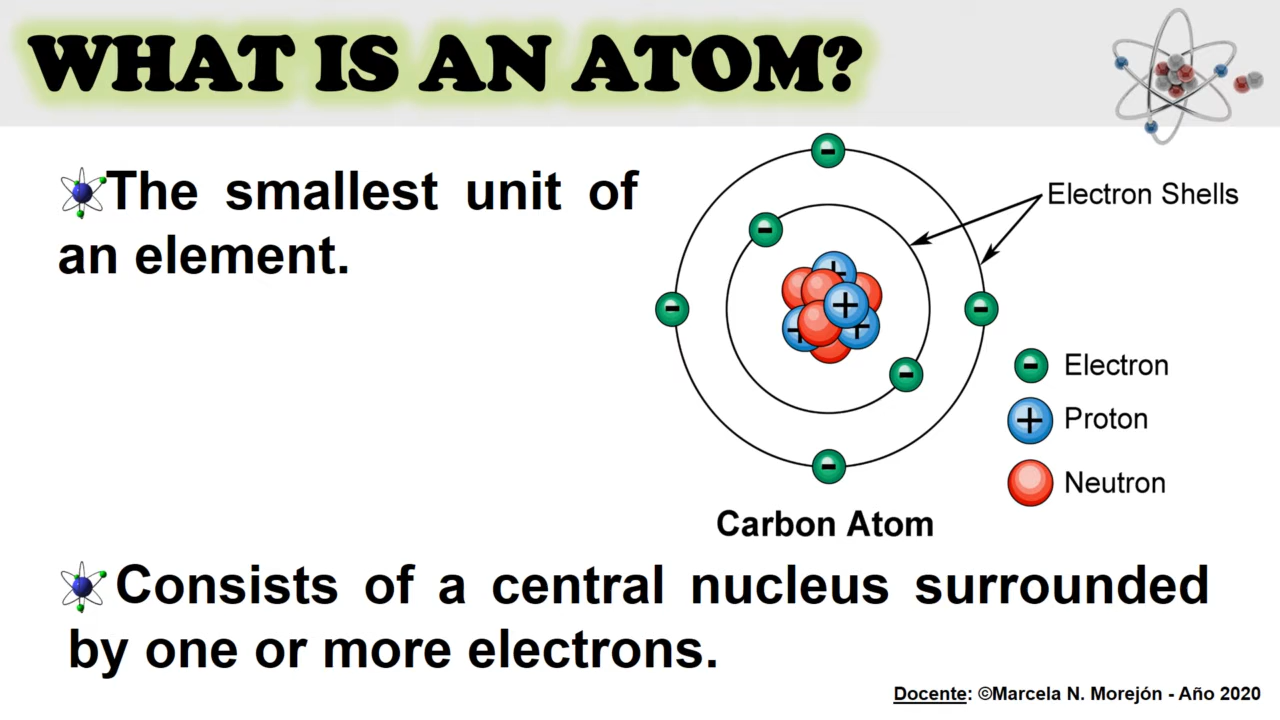 WHAT IS AN ATOM?
The smallest unit of
an element.
Electron Shells
Electron
Proton
Neutron
Carbon Atom
Consists of a central nucleus surrounded
by one or more electrons.
Docente: ©Marcela N. Morejón - Año 2020